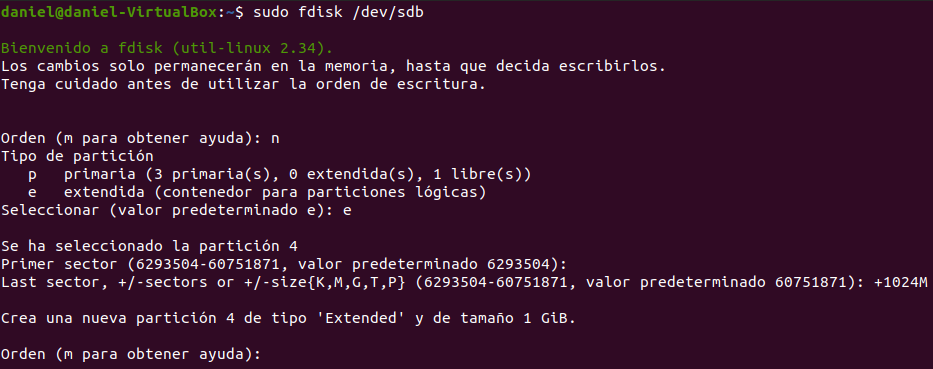 daniel@daniel-VirtualBox:~$ sudo fdisk /dev/sdb
Bienvenido a fdisk (util-linux 2.34).
Los cambios solo permanecerán en la memoria, hasta que decida escribirlos.
Tenga cuidado antes de utilizar la orden de escritura.
Orden (m para obtener ayuda): n
Tipo de partición
p primaria (3 primaria(s), 0 extendida(s), 1 libre(s))
e extendida (contenedor para particiones lógicas)
Seleccionar (valor predeterminado e): e
Se ha seleccionado la partición 4
Primer sector (6293504-60751871, valor predeterminado 6293504):
Last sector, +/-sectors or +/-size{K,M,G,T,P} (6293504-60751871, valor predeterminado 60751871): +1024M
Crea una nueva partición 4 de tipo 'Extended' y de tamaño 1 GiB.
Orden (m para obtener ayuda):